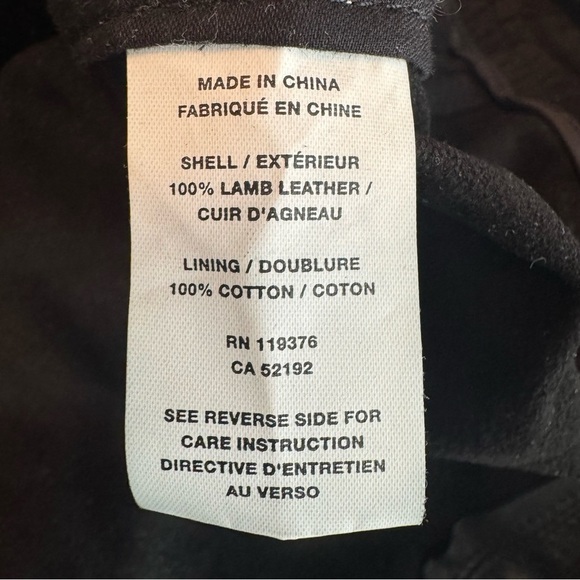 MADE IN CHINA
FABRIQUÉ EN CHINE
SHELL / EXTÉRIEUR
100% LAMB LEATHER /
CUIR D'AGNEAU
LINING / DOUBLURE
100% COTTON / COTON
RN 119376
CA 52192
SEE REVERSE SIDE FOR
CARE INSTRUCTION
DIRECTIVE D'ENTRETIEN
AU VERSO